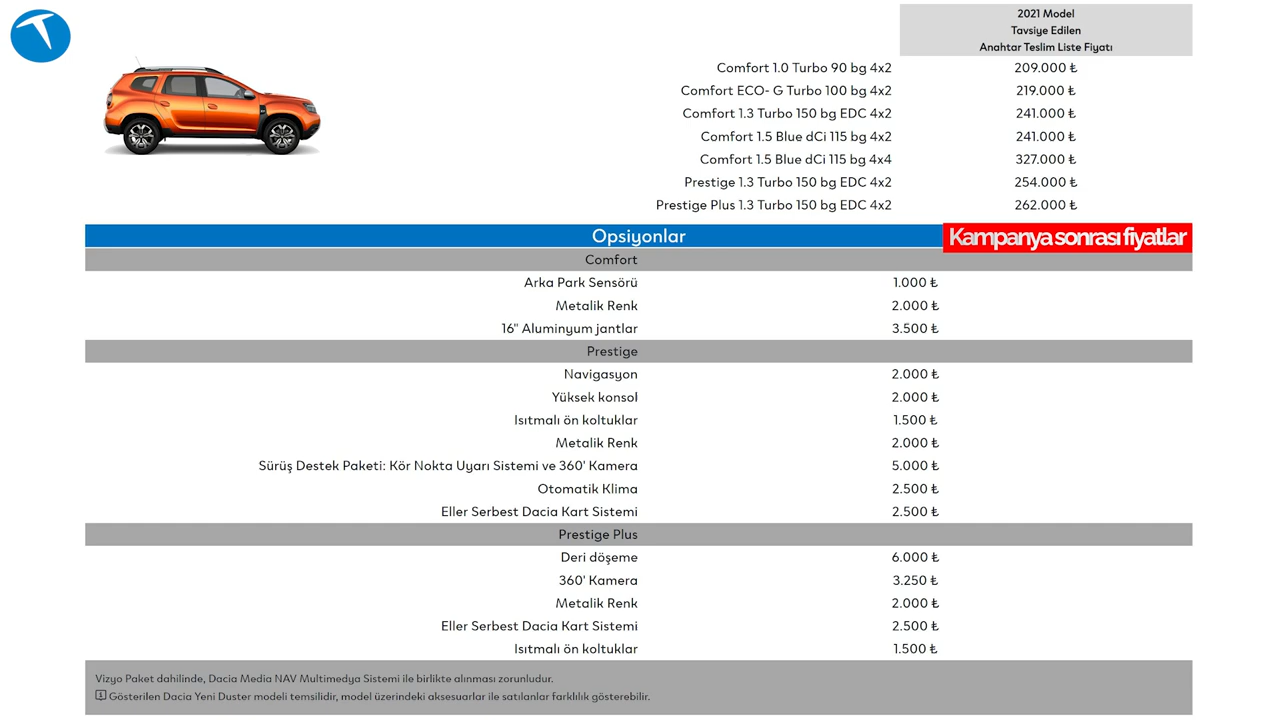 2021 Model
Tavsiye Edilen
Anahtar Teslim Liste Fiyatı
Comfort 1.0 Turbo 90 bg 4x2 209.000 ₺
Comfort ECO- G Turbo 100 bg 4x2 219.000 ₺
Comfort 1.3 Turbo 150 bg EDC 4x2 241.000 ₺
Comfort 1.5 Blue dCi 115 bg 4x2 241.000 ₺
Comfort 1.5 Blue dCi 115 bg 4x4 327.000 ₺
Prestige 1.3 Turbo 150 bg EDC 4x2 254.000 ₺
Prestige Plus 1.3 Turbo 150 bg EDC 4x2 262.000 ₺
Opsiyonlar Kampanya sonrası fiyatlar
Comfort
Arka Park Sensörü 1.000 ₺
Metalik Renk 2.000 ₺
16" Aluminyum jantlar 3.500 ₺
Prestige
Navigasyon 2.000 ₺
Yüksek konsol 2.000 ₺
Isıtmalı ön koltuklar 1.500 ₺
Metalik Renk 2.000 ₺
Sürüş Destek Paketi: Kör Nokta Uyarı Sistemi ve 360' Kamera 5.000 ₺
Otomatik Klima 2.500 ₺
Eller Serbest Dacia Kart Sistemi 2.500 ₺
Prestige Plus
Deri döşeme 6.000 ₺
360' Kamera 3.250 ₺
Metalik Renk 2.000 ₺
Eller Serbest Dacia Kart Sistemi 2.500 ₺
Isıtmalı ön koltuklar 1.500 ₺
Vizyo Paket dahilinde, Dacia Media NAV Multimedya Sistemi ile birlikte alınması zorunludur.
Gösterilen Dacia Yeni Duster modeli temsilidir, model üzerindeki aksesuarlar ile satılanlar farklılık gösterebilir.